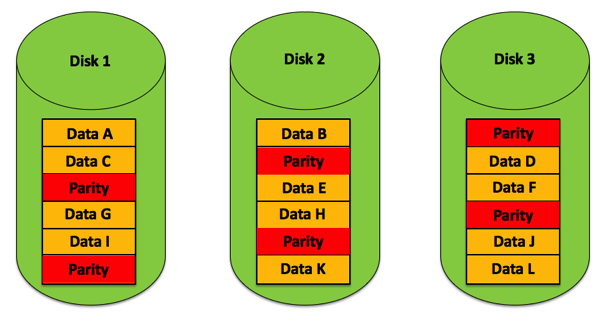 Disk 1
Data A
Data C
Parity
Data G
Data I
Parity
Disk 2
Data B
Parity
Data E
Data H
Parity
Data K
Disk 3
Parity
Data D
Data F
Parity
Data J
Data L